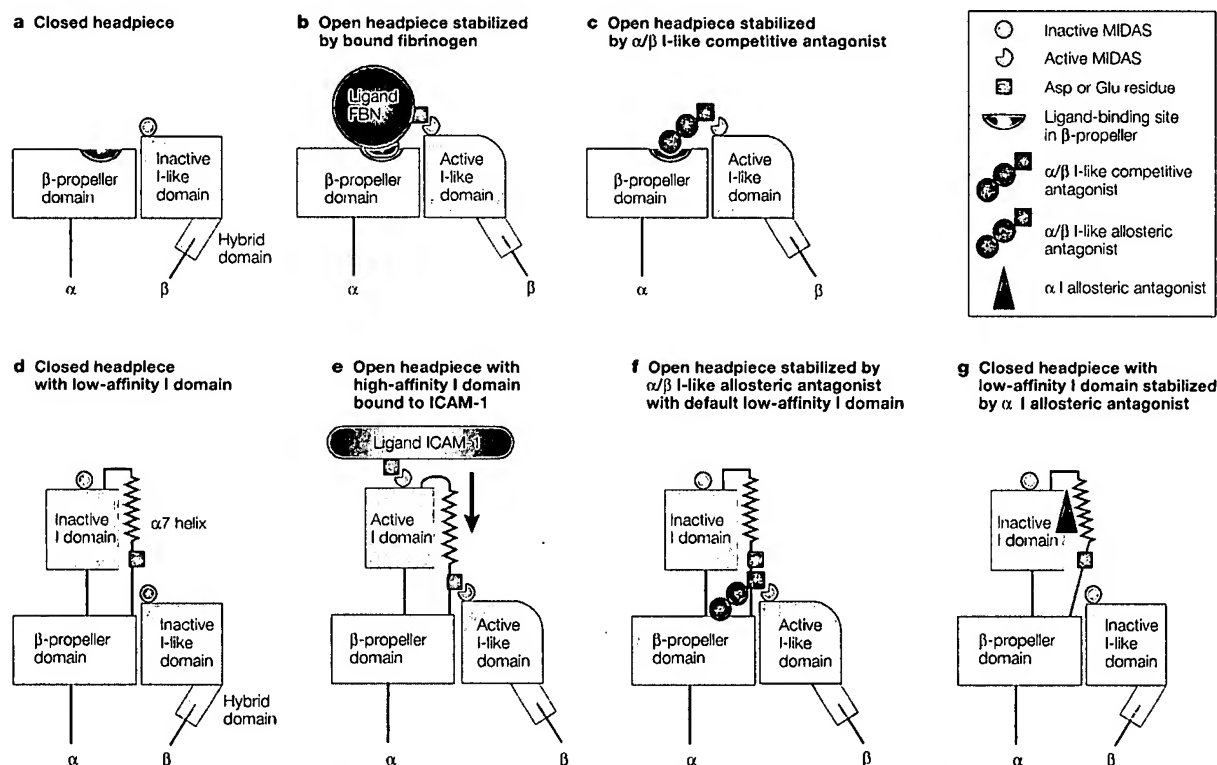 a Closed headpiece
b Open headpiece stabilized
by bound fibrinogen
c Open headpiece stabilized
by α/β I-like competitive antagonist
Ligand
FBN
β-propeller
domain
Inactive
I-like
domain
Hybrid
domain
α
β
β-propeller
domain
Active
I-like
domain
α
β
β-propeller
domain
Active
I-like
domain
α
β
Inactive MIDAS
Active MIDAS
Asp or Glu residue
Ligand-binding site
in β-propeller
α/β I-like competitive
antagonist
α/β I-like allosteric
antagonist
α I allosteric antagonist
d Closed headpiece
with low-affinity I domain
e Open headpiece with
high-affinity I domain
bound to ICAM-1
f Open headpiece stabilized by
α/β I-like allosteric antagonist
with default low-affinity I domain
g Closed headpiece with
low-affinity I domain stabilized
by α I allosteric antagonist
Inactive
I domain
α7 helix
β-propeller
domain
Inactive
I-like
domain
Hybrid
domain
α
β
Ligand ICAM-1
Active
I domain
β-propeller
domain
Active
I-like
domain
α
β
Inactive
I domain
β-propeller
domain
Active
I-like
domain
α
β
Inactive
I domain
β-propeller
domain
Inactive
I-like
domain
α
β